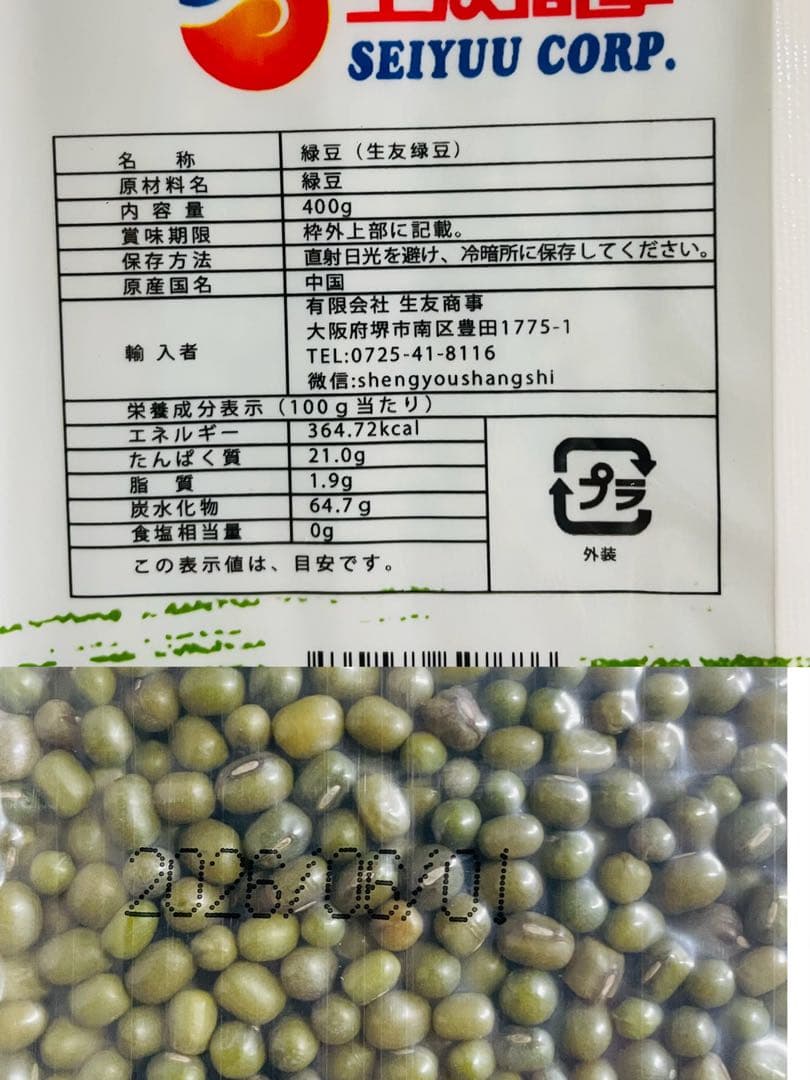 SEIYUU CORP.
名 称 緑豆（生友绿豆）
原材料名 緑豆
内 容 量 400g
賞味期限 枠外上部に記載。
保存方法 直射日光を避け、冷暗所に保存してください。
原産国名 中国
輸 入 者 有限会社 生友商事
大阪府堺市南区豊田1775-1
TEL:0725-41-8116
微信:shengyoushangshi
栄養成分表示（100g当たり）
エネルギー 364.72kcal
たんぱく質 21.0g
脂 質 1.9g
炭水化物 64.7g
食塩相当量 0g
この表示値は、目安です。
プラ
外装
2026/06/01